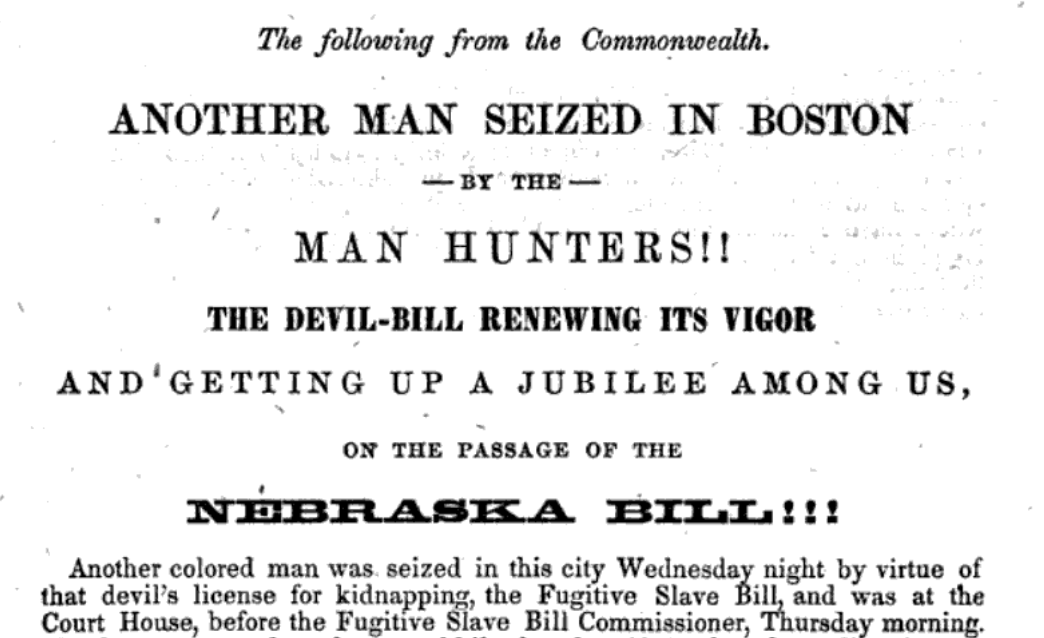 The following from the Commonwealth.
ANOTHER MAN SEIZED IN BOSTON
— BY THE —
MAN HUNTERS!!
THE DEVIL-BILL RENEWING ITS VIGOR
AND GETTING UP A JUBILEE AMONG US,
ON THE PASSAGE OF THE
NEBRASKA BILL!!!
Another colored man was seized in this city Wednesday night by virtue of
that devil's license for kidnapping, the Fugitive Slave Bill, and was at the
Court House, before the Fugitive Slave Bill Commissioner, Thursday morning.